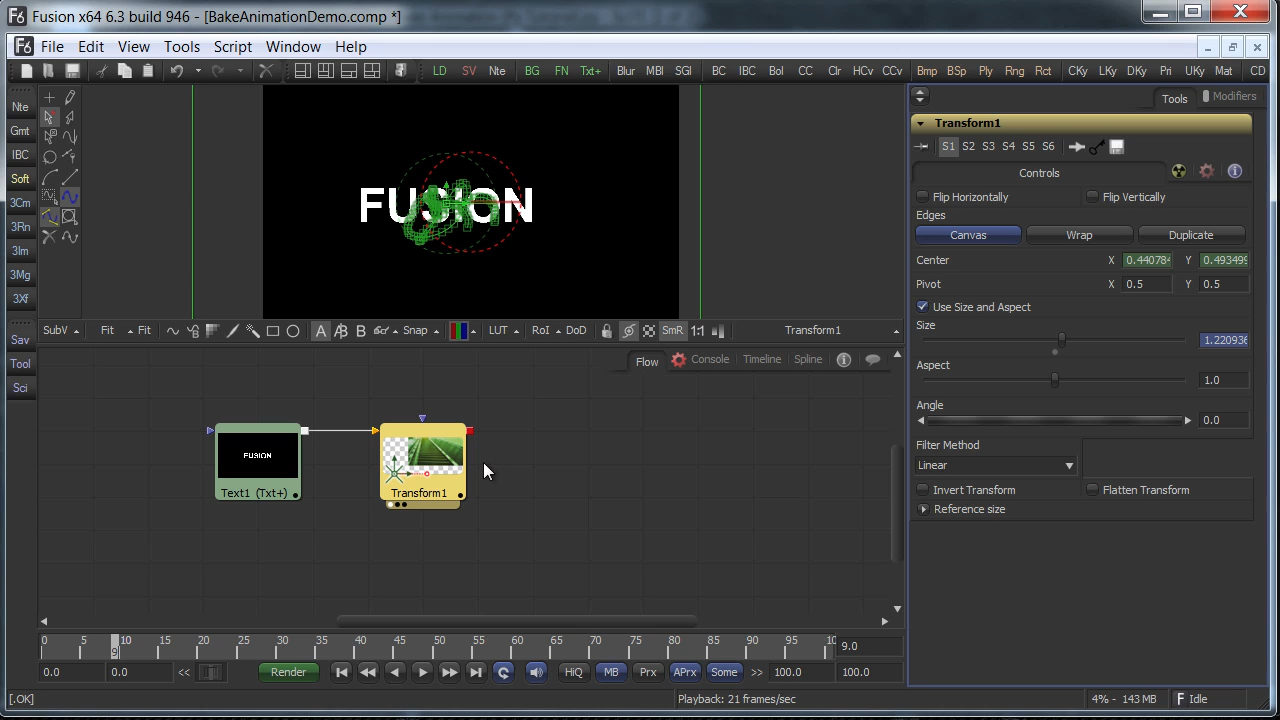 Fusion x64 6.3 build 946 - [BakeAnimationDemo.comp *]
File Edit View Tools Script Window Help
LD SV Nte BG FN Txt+ Blur MBl SGl BC IBC Bol CC Clr HCv CCv Bmp BSp Ply Rng Rct CKy LKy DKy Pri UKy Mat CD
Nte
Gmt
IBC
Soft
3Cm
3Rn
3Im
3Mg
3Xf
Sav
Tool
Sci
FUSION
SubV Fit Fit A B Snap LUT RoI DoD SmR 1:1 Transform1
Flow Console Timeline Spline
FUSION
Text1 (Txt+)
Transform1
Tools Modifiers
Transform1
S1 S2 S3 S4 S5 S6
Controls
Flip Horizontally Flip Vertically
Edges
Canvas Wrap Duplicate
Center X 0.440784 Y 0.493499
Pivot X 0.5 Y 0.5
Use Size and Aspect
Size
1.220936
Aspect
1.0
Angle
0.0
Filter Method
Linear
Invert Transform Flatten Transform
Reference size
0 5 10 15 20 25 30 35 40 45 50 55 60 65 70 75 80 85 90 95 10
9 9.0
0.0 0.0 << Render HiQ MB Prx APrx Some >> 100.0 100.0
[.OK] Playback: 21 frames/sec 4% - 143 MB Idle